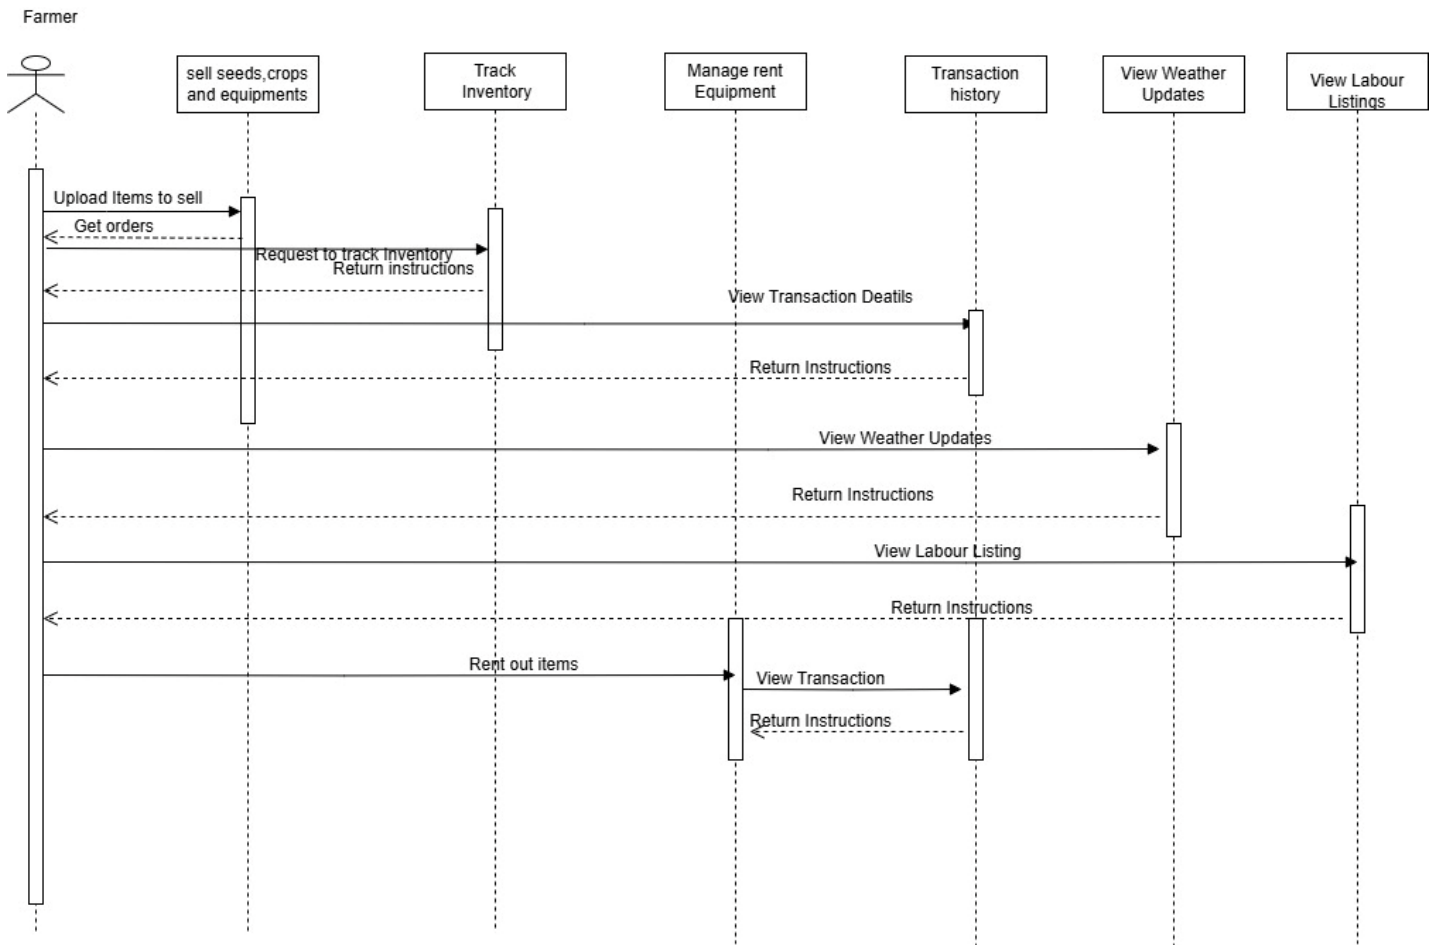 Farmer
sell seeds,crops
and equipments
Track
Inventory
Manage rent
Equipment
Transaction
history
View Weather
Updates
View Labour
Listings
Upload Items to sell
Get orders
Request to track Inventory
Return instructions
View Transaction Deatils
Return Instructions
View Weather Updates
Return Instructions
View Labour Listing
Return Instructions
Rent out items
View Transaction
Return Instructions